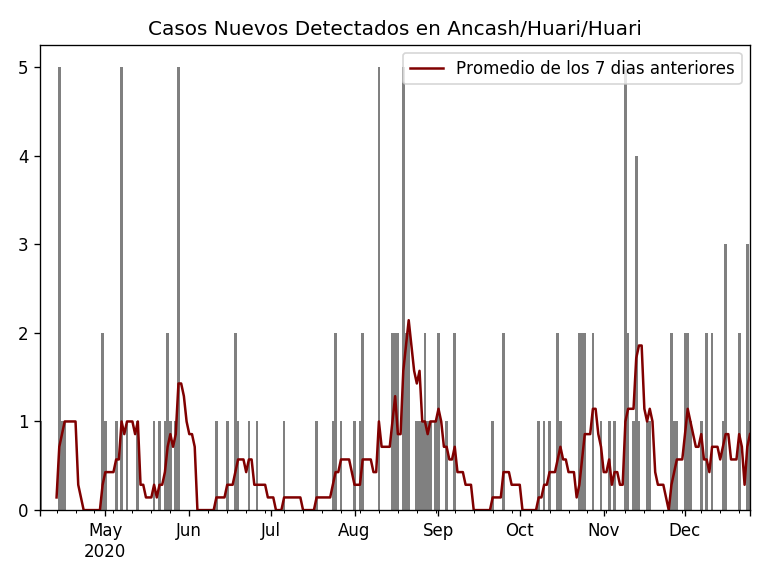 Casos Nuevos Detectados en Ancash/Huari/Huari
Promedio de los 7 dias anteriores
5
4
3
2
1
0
May Jun Jul Aug Sep Oct Nov Dec
2020